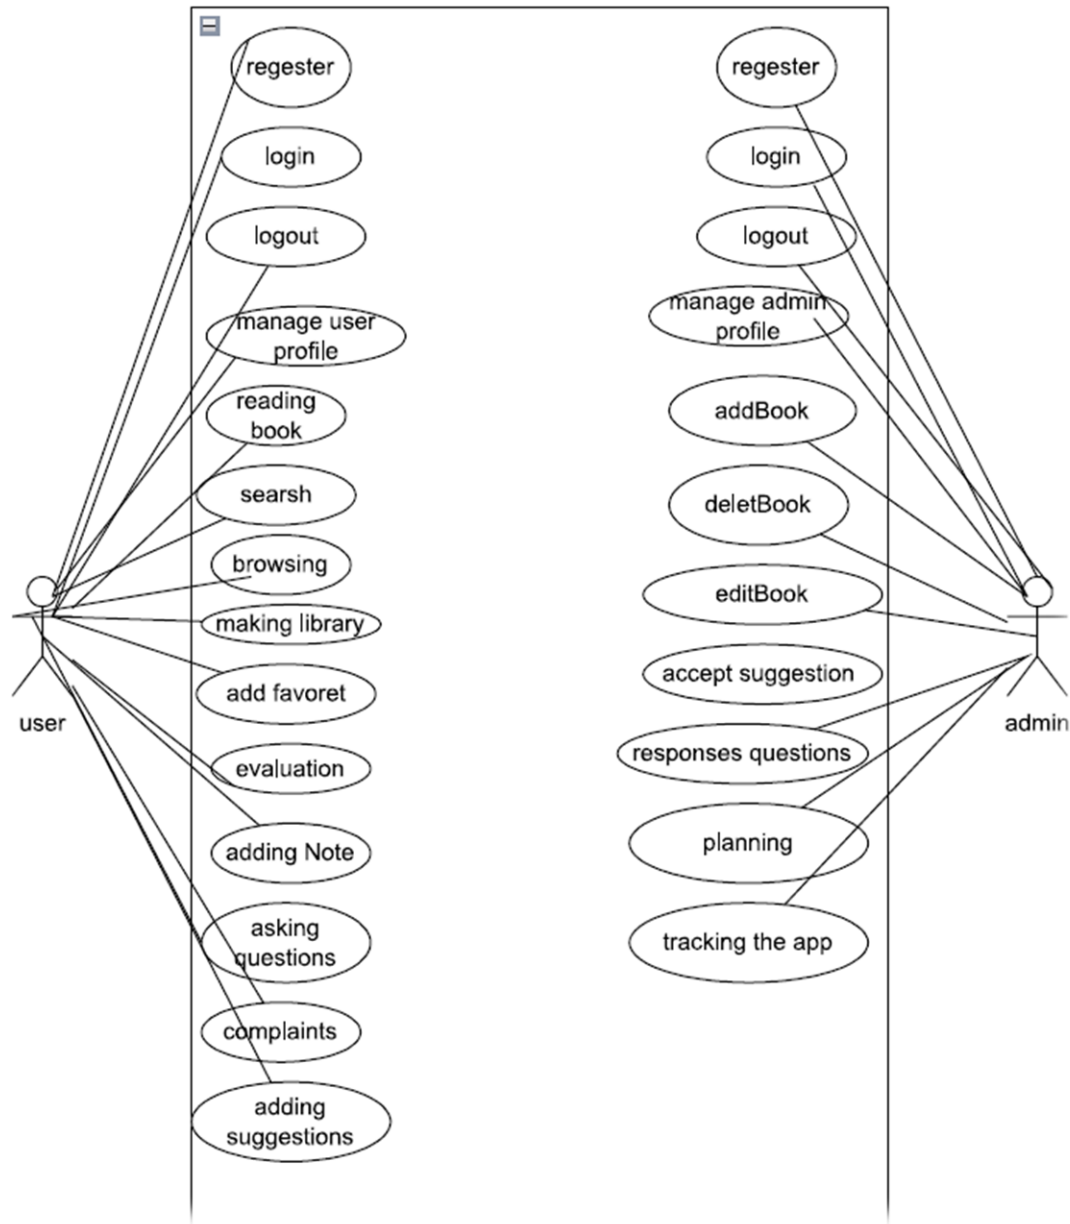 regester
login
logout
manage user
profile
reading
book
searsh
browsing
making library
add favoret
evaluation
adding Note
asking
questions
complaints
adding
suggestions
user
regester
login
logout
manage admin
profile
addBook
deletBook
editBook
accept suggestion
responses questions
planning
tracking the app
admin